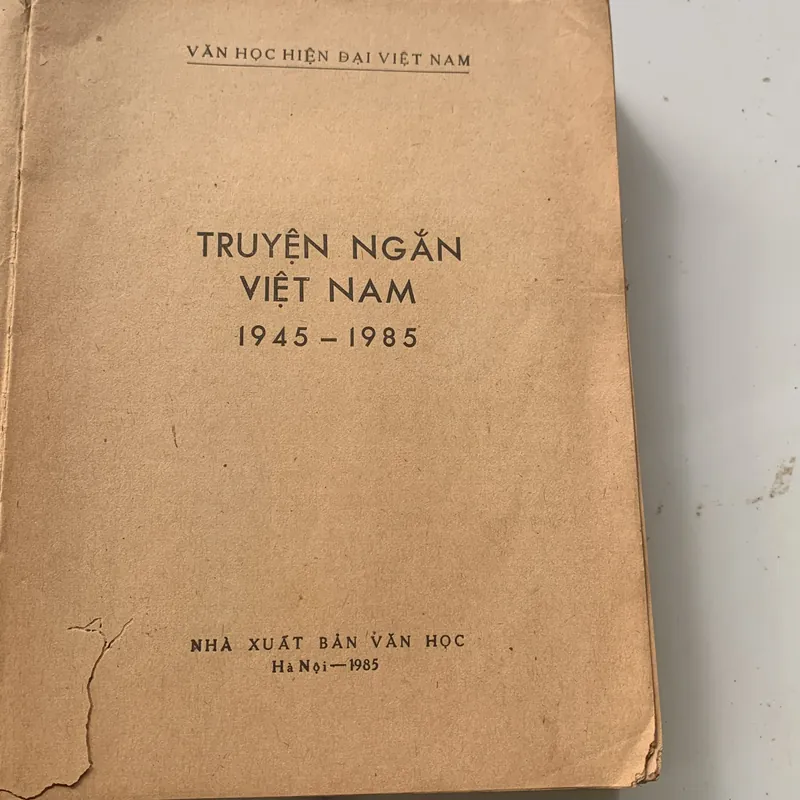 VĂN HỌC HIỆN ĐẠI VIỆT NAM
TRUYỆN NGẮN
VIỆT NAM
1945 – 1985
NHÀ XUẤT BẢN VĂN HỌC
Hà Nội — 1985